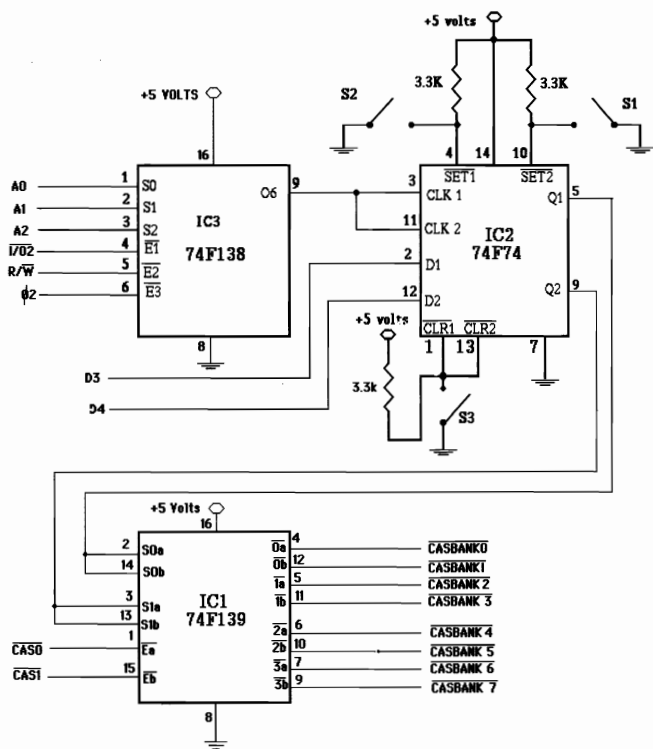 +5 volts
3.3K
3.3K
S2
S1
+5 VOLTS
16
4
14
10
1
2
3
4
5
6
A0
A1
A2
I/O2
R/W
Φ2
S0
S1
S2
E1
E2
E3
O6
9
IC3
74F138
8
SET1
SET2
3
CLK 1
11
CLK 2
2
D1
12
D2
IC2
74F74
Q1
5
Q2
9
CLR1
CLR2
1
13
7
+5 volts
3.3k
S3
D3
D4
+5 Volts
16
2
S0a
14
S0b
3
S1a
13
S1b
1
Ea
15
Eb
CAS0
CAS1
IC1
74F139
8
0a
4
CASBANK0
0b
12
CASBANK1
1a
5
CASBANK 2
1b
11
CASBANK 3
2a
6
CASBANK 4
2b
10
CASBANK 5
3a
7
CASBANK 6
3b
9
CASBANK 7